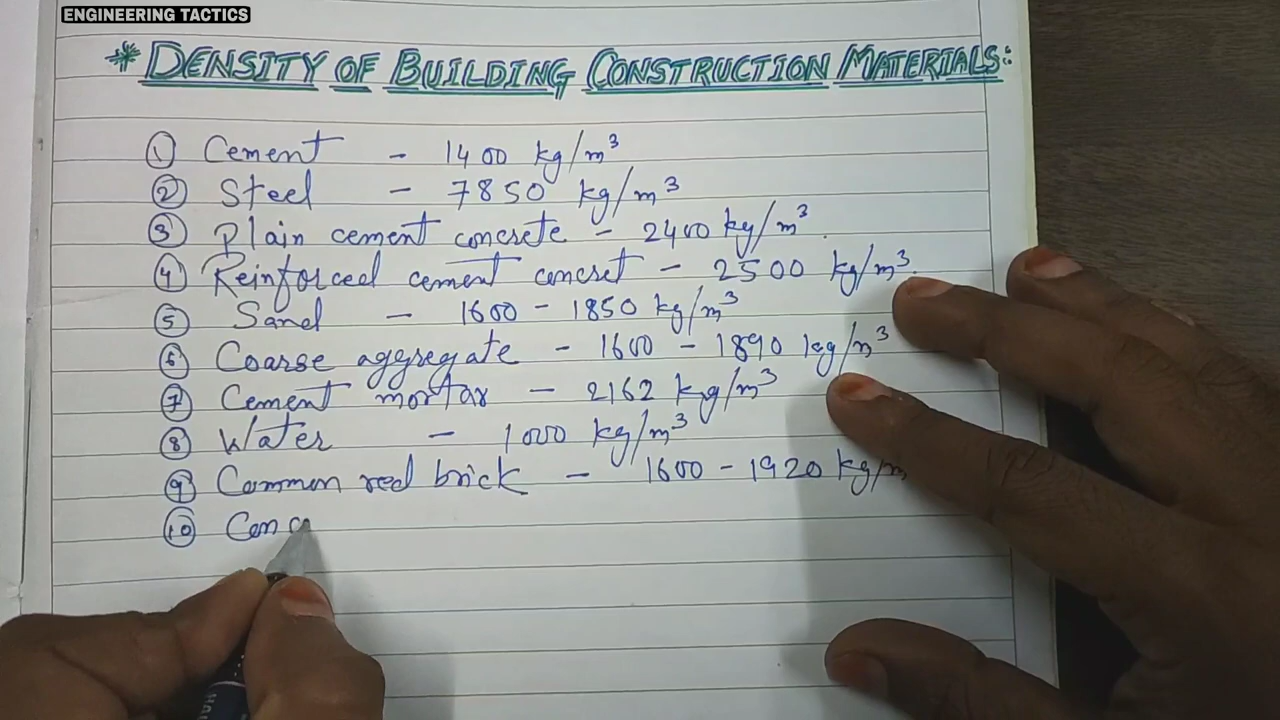 ENGINEERING TACTICS
* DENSITY OF BUILDING CONSTRUCTION MATERIALS:
① Cement - 1400 kg/m³
② Steel - 7850 kg/m³
③ Plain cement concrete - 2400 kg/m³.
④ Reinforced cement concret - 2500 kg/m³.
⑤ Sand - 1600 - 1850 kg/m³
⑥ Coarse aggregate - 1600 - 1890 kg/m³
⑦ Cement mortar - 2162 kg/m³
⑧ Water - 1000 kg/m³
⑨ Common red brick - 1600 - 1920 kg/m
⑩ Conc